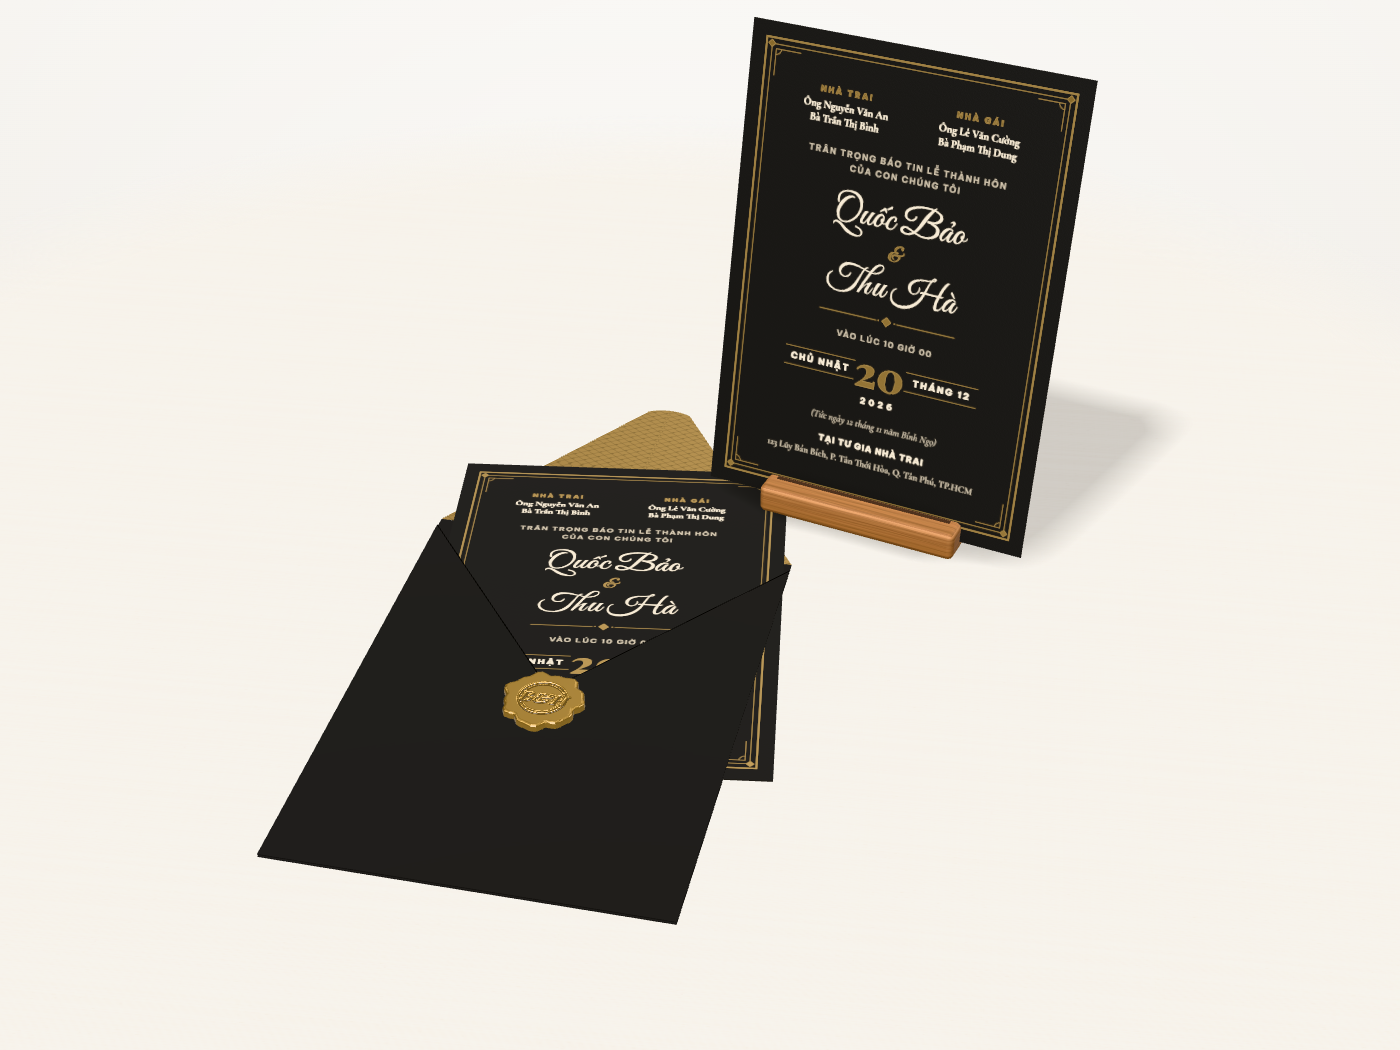 NHÀ TRAI
Ông Nguyễn Văn An
Bà Trần Thị Bình
NHÀ GÁI
Ông Lê Văn Cường
Bà Phạm Thị Dung
TRÂN TRỌNG BÁO TIN LỄ THÀNH HÔN
CỦA CON CHÚNG TÔI
Quốc Bảo
&
Thu Hà
VÀO LÚC 10 GIỜ 00
CHỦ NHẬT 20 THÁNG 12
2026
(Tức ngày 12 tháng 11 năm Bính Ngọ)
TẠI TƯ GIA NHÀ TRAI
123 Lũy Bán Bích, P. Tân Thới Hòa, Q. Tân Phú, TP.HCM
NHÀ TRAI
Ông Nguyễn Văn An
Bà Trần Thị Bình
NHÀ GÁI
Ông Lê Văn Cường
Bà Phạm Thị Dung
TRÂN TRỌNG BÁO TIN LỄ THÀNH HÔN
CỦA CON CHÚNG TÔI
Quốc Bảo
&
Thu Hà
VÀO LÚC 10 GIỜ 0
NHẬT 20